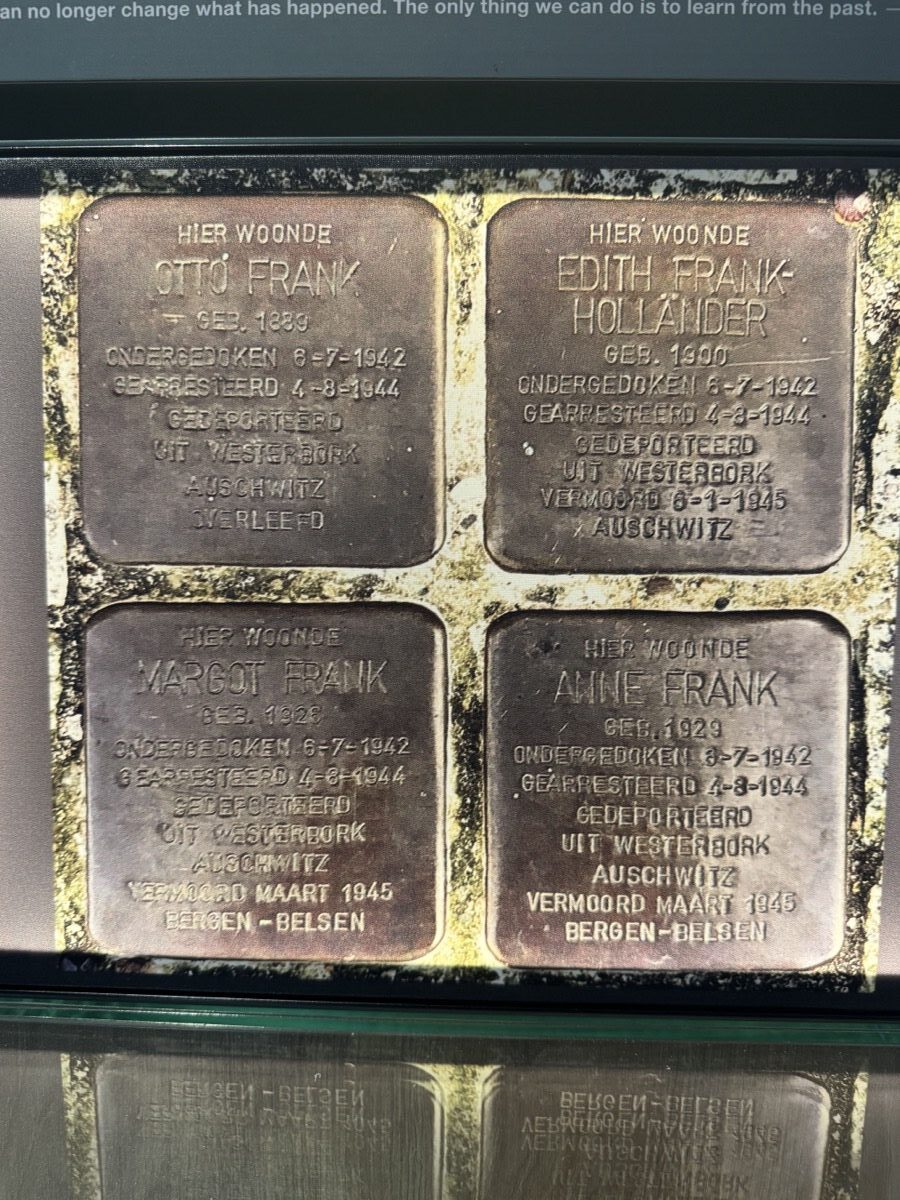 an no longer change what has happened. The only thing we can do is to learn from the past. —
HIER WOONDE
OTTO FRANK
GEB. 1889
ONDERGEDOKEN 6-7-1942
GEARRESTEERD 4-8-1944
GEDEPORTEERD
UIT WESTERBORK
AUSCHWITZ
OVERLEEFD
HIER WOONDE
EDITH FRANK-
HOLLÄNDER
GEB. 1900
ONDERGEDOKEN 6-7-1942
GEARRESTEERD 4-8-1944
GEDEPORTEERD
UIT WESTERBORK
VERMOORD 6-1-1945
AUSCHWITZ
HIER WOONDE
MARGOT FRANK
GEB. 1926
ONDERGEDOKEN 6-7-1942
GEARRESTEERD 4-8-1944
GEDEPORTEERD
UIT WESTERBORK
AUSCHWITZ
VERMOORD MAART 1945
BERGEN-BELSEN
HIER WOONDE
ANNE FRANK
GEB. 1929
ONDERGEDOKEN 6-7-1942
GEARRESTEERD 4-8-1944
GEDEPORTEERD
UIT WESTERBORK
AUSCHWITZ
VERMOORD MAART 1945
BERGEN-BELSEN